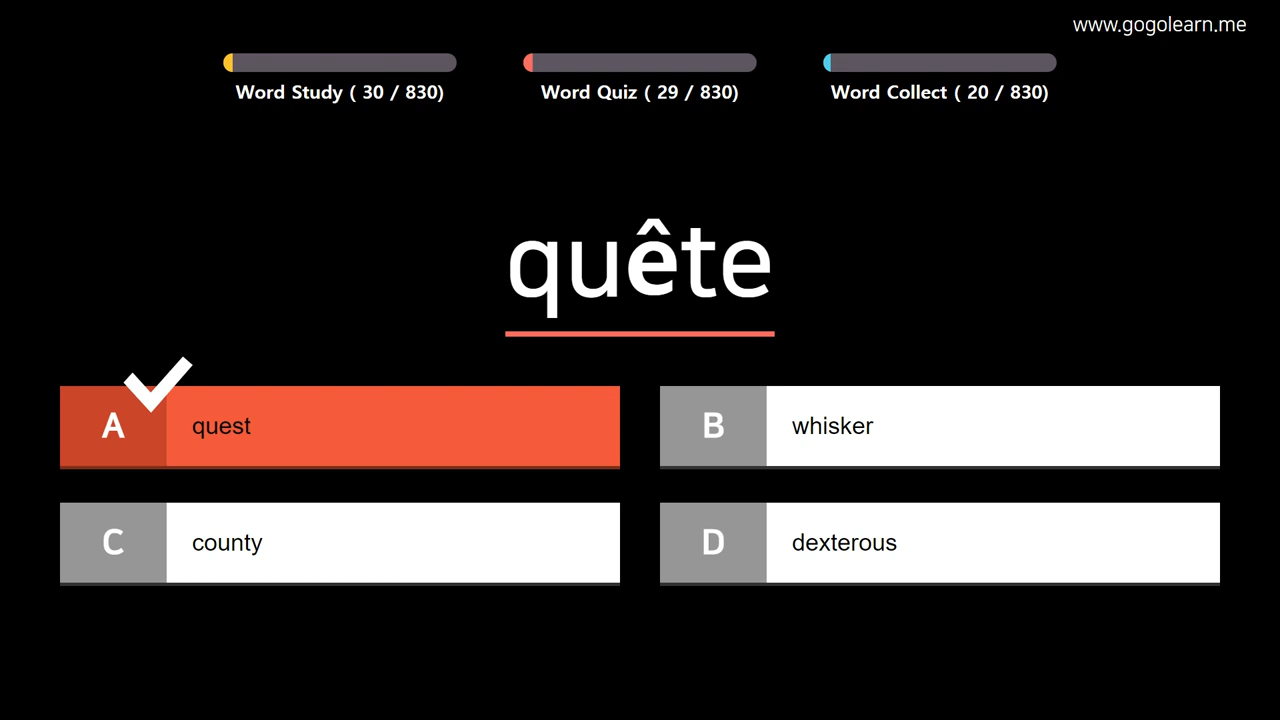 www.gogolearn.me
Word Study ( 30 / 830)
Word Quiz ( 29 / 830)
Word Collect ( 20 / 830)
quête
A quest
B whisker
C county
D dexterous